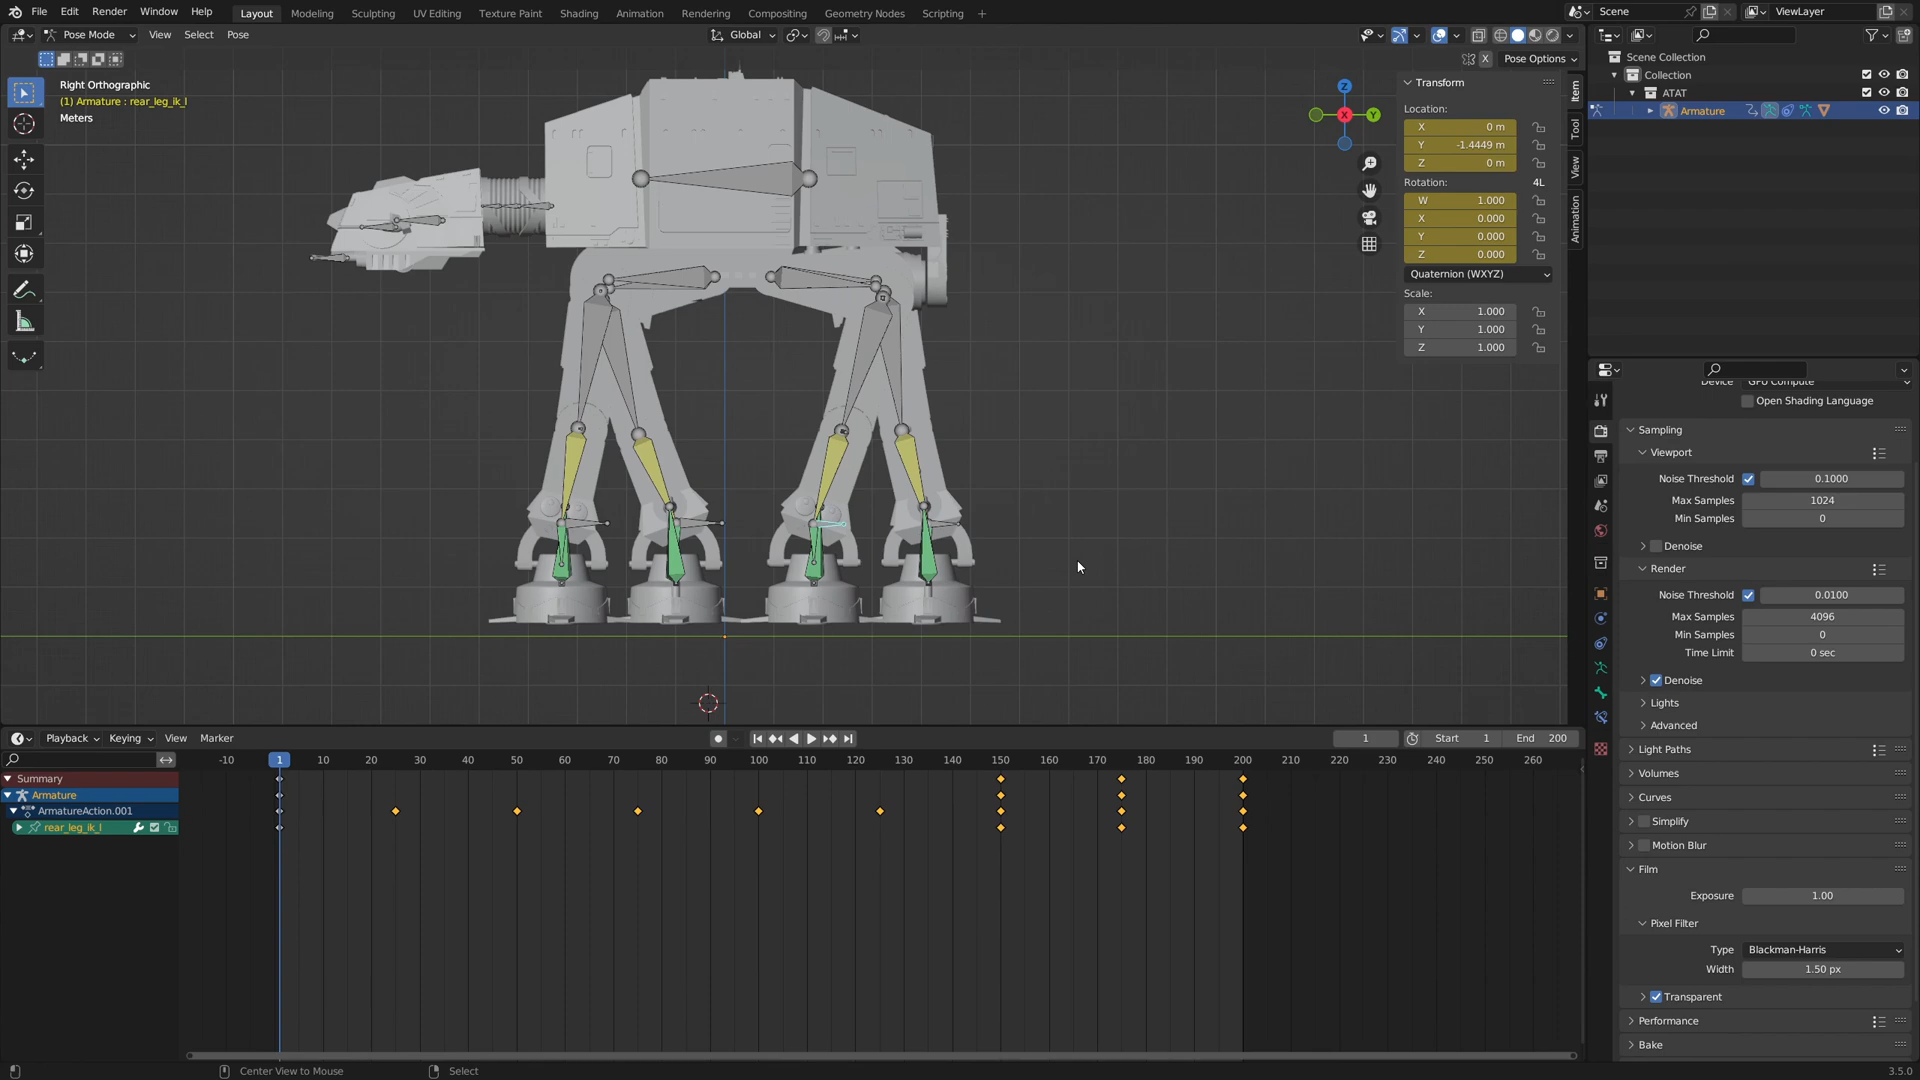 File Edit Render Window Help Layout Modeling Sculpting UV Editing Texture Paint Shading Animation Rendering Compositing Geometry Nodes Scripting + Scene ViewLayer
Pose Mode View Select Pose Global
X Pose Options
Right Orthographic
(1) Armature : rear_leg_ik_l
Meters
Z
Y
X
Transform
Location:
X 0 m
Y -1.4449 m
Z 0 m
Rotation: 4L
W 1.000
X 0.000
Y 0.000
Z 0.000
Quaternion (WXYZ)
Scale:
X 1.000
Y 1.000
Z 1.000
Item
Tool
View
Animation
Scene Collection
Collection
ATAT
Armature
Device GPU Compute
Open Shading Language
Sampling
Viewport
Noise Threshold 0.1000
Max Samples 1024
Min Samples 0
Denoise
Render
Noise Threshold 0.0100
Max Samples 4096
Min Samples 0
Time Limit 0 sec
Denoise
Lights
Advanced
Light Paths
Volumes
Curves
Simplify
Motion Blur
Film
Exposure 1.00
Pixel Filter
Type Blackman-Harris
Width 1.50 px
Transparent
Performance
Bake
Playback Keying View Marker 1 Start 1 End 200
-10 1 10 20 30 40 50 60 70 80 90 100 110 120 130 140 150 160 170 180 190 200 210 220 230 240 250 260
Summary
Armature
ArmatureAction.001
rear_leg_ik_l
Center View to Mouse Select 3.5.0